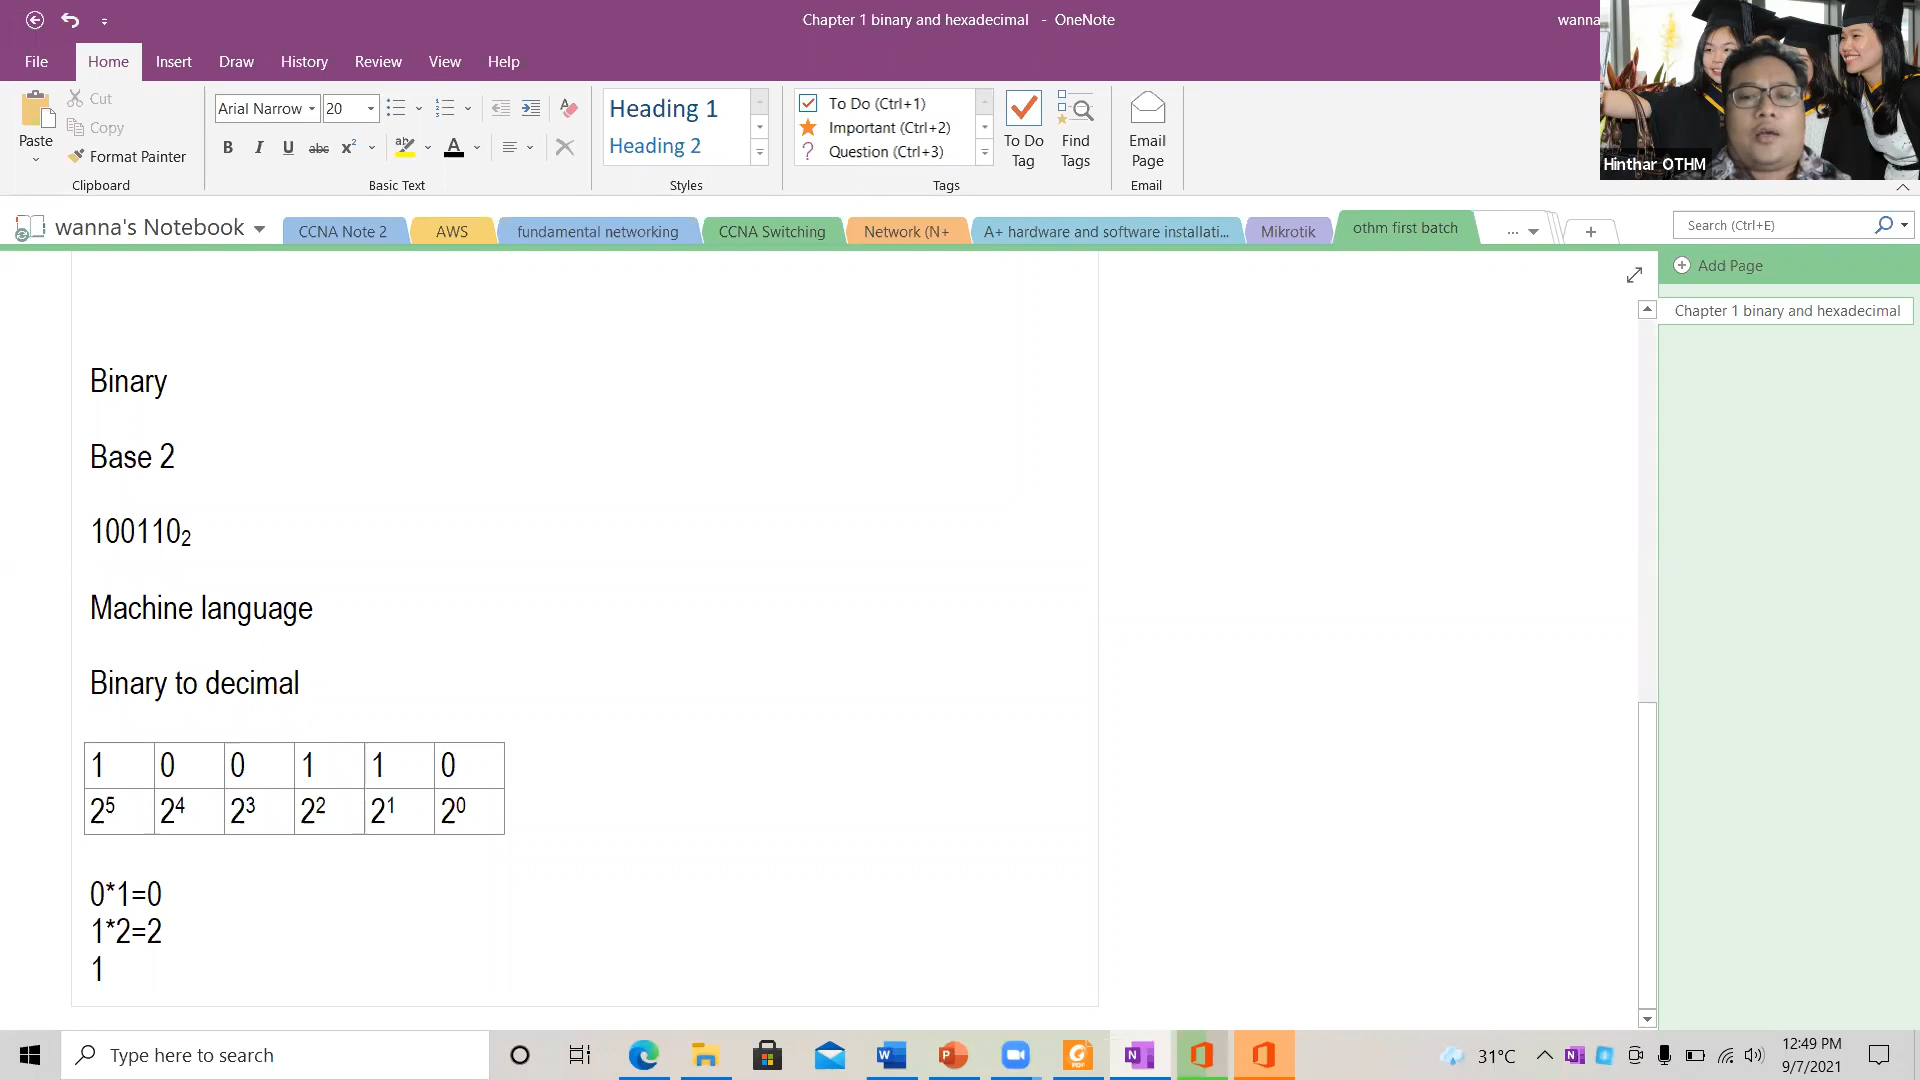 Chapter 1 binary and hexadecimal - OneNote
wanna
File Home Insert Draw History Review View Help
Paste
Cut
Copy
Format Painter
Clipboard
Arial Narrow 20
B I U abc x² ab A
Basic Text
Heading 1
Heading 2
Styles
To Do (Ctrl+1)
Important (Ctrl+2)
Question (Ctrl+3)
Tags
To Do Tag
Find Tags
Email Page
Email
Hinthar OTHM
wanna's Notebook
CCNA Note 2
AWS
fundamental networking
CCNA Switching
Network (N+
A+ hardware and software installati...
Mikrotik
othm first batch
...
Search (Ctrl+E)
Add Page
Chapter 1 binary and hexadecimal
Binary
Base 2
100110₂
Machine language
Binary to decimal
1 0 0 1 1 0
2⁵ 2⁴ 2³ 2² 2¹ 2⁰
0*1=0
1*2=2
1
Type here to search
31°C
12:49 PM
9/7/2021